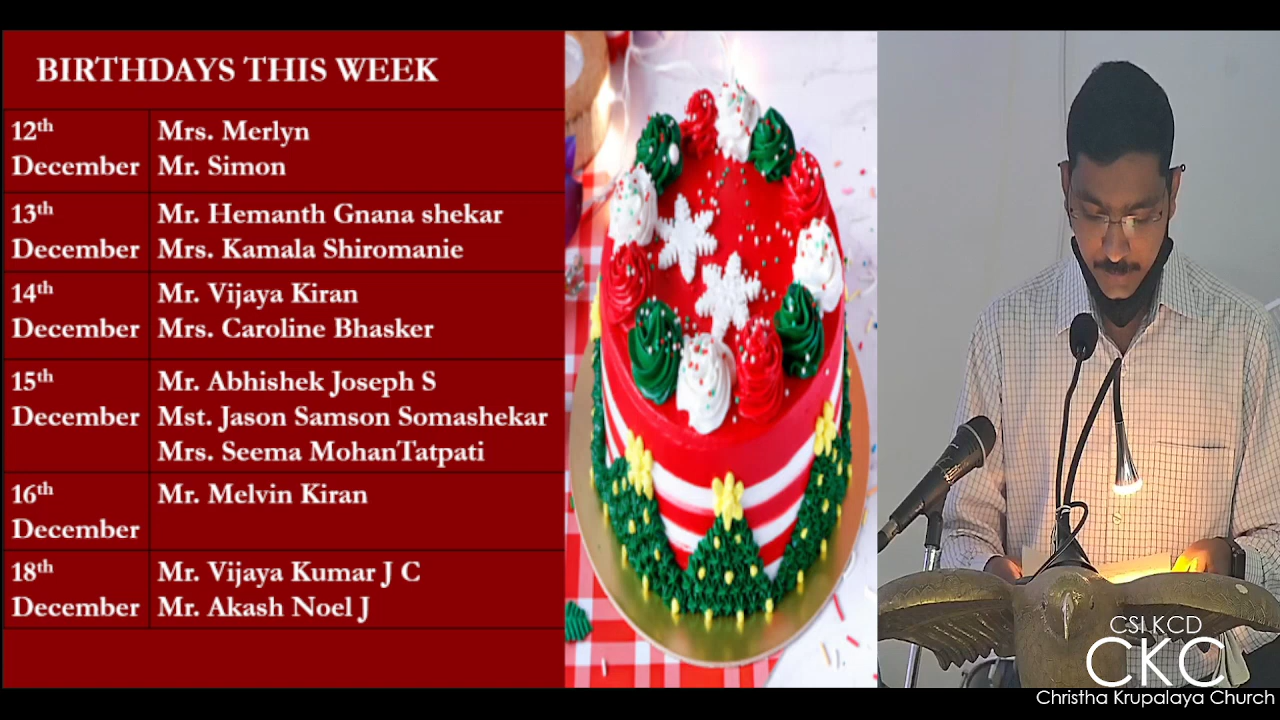 BIRTHDAYS THIS WEEK
12th December
Mrs. Merlyn
Mr. Simon
13th December
Mr. Hemanth Gnana shekar
Mrs. Kamala Shiromanie
14th December
Mr. Vijaya Kiran
Mrs. Caroline Bhasker
15th December
Mr. Abhishek Joseph S
Mst. Jason Samson Somashekar
Mrs. Seema MohanTatpati
16th December
Mr. Melvin Kiran
18th December
Mr. Vijaya Kumar J C
Mr. Akash Noel J
CSI KCD
CKC
Christha Krupalaya Church